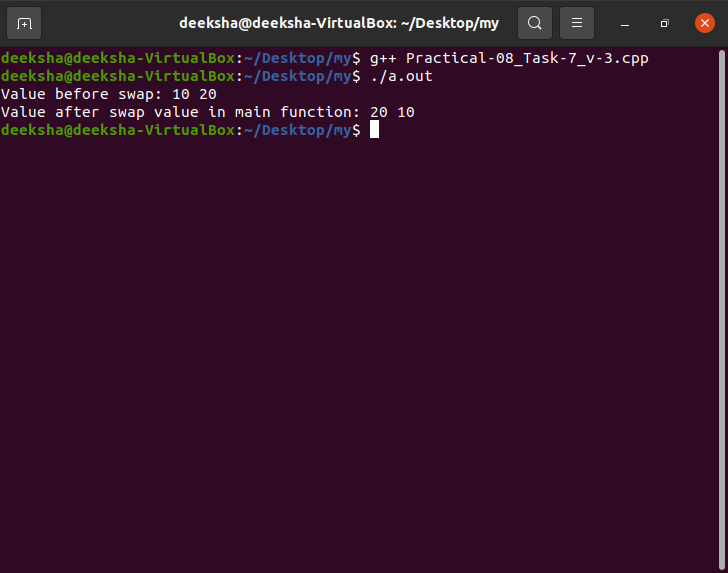 deeksha@deeksha-VirtualBox: ~/Desktop/my
deeksha@deeksha-VirtualBox:~/Desktop/my$ g++ Practical-08_Task-7_v-3.cpp
deeksha@deeksha-VirtualBox:~/Desktop/my$ ./a.out
Value before swap: 10 20
Value after swap value in main function: 20 10
deeksha@deeksha-VirtualBox:~/Desktop/my$